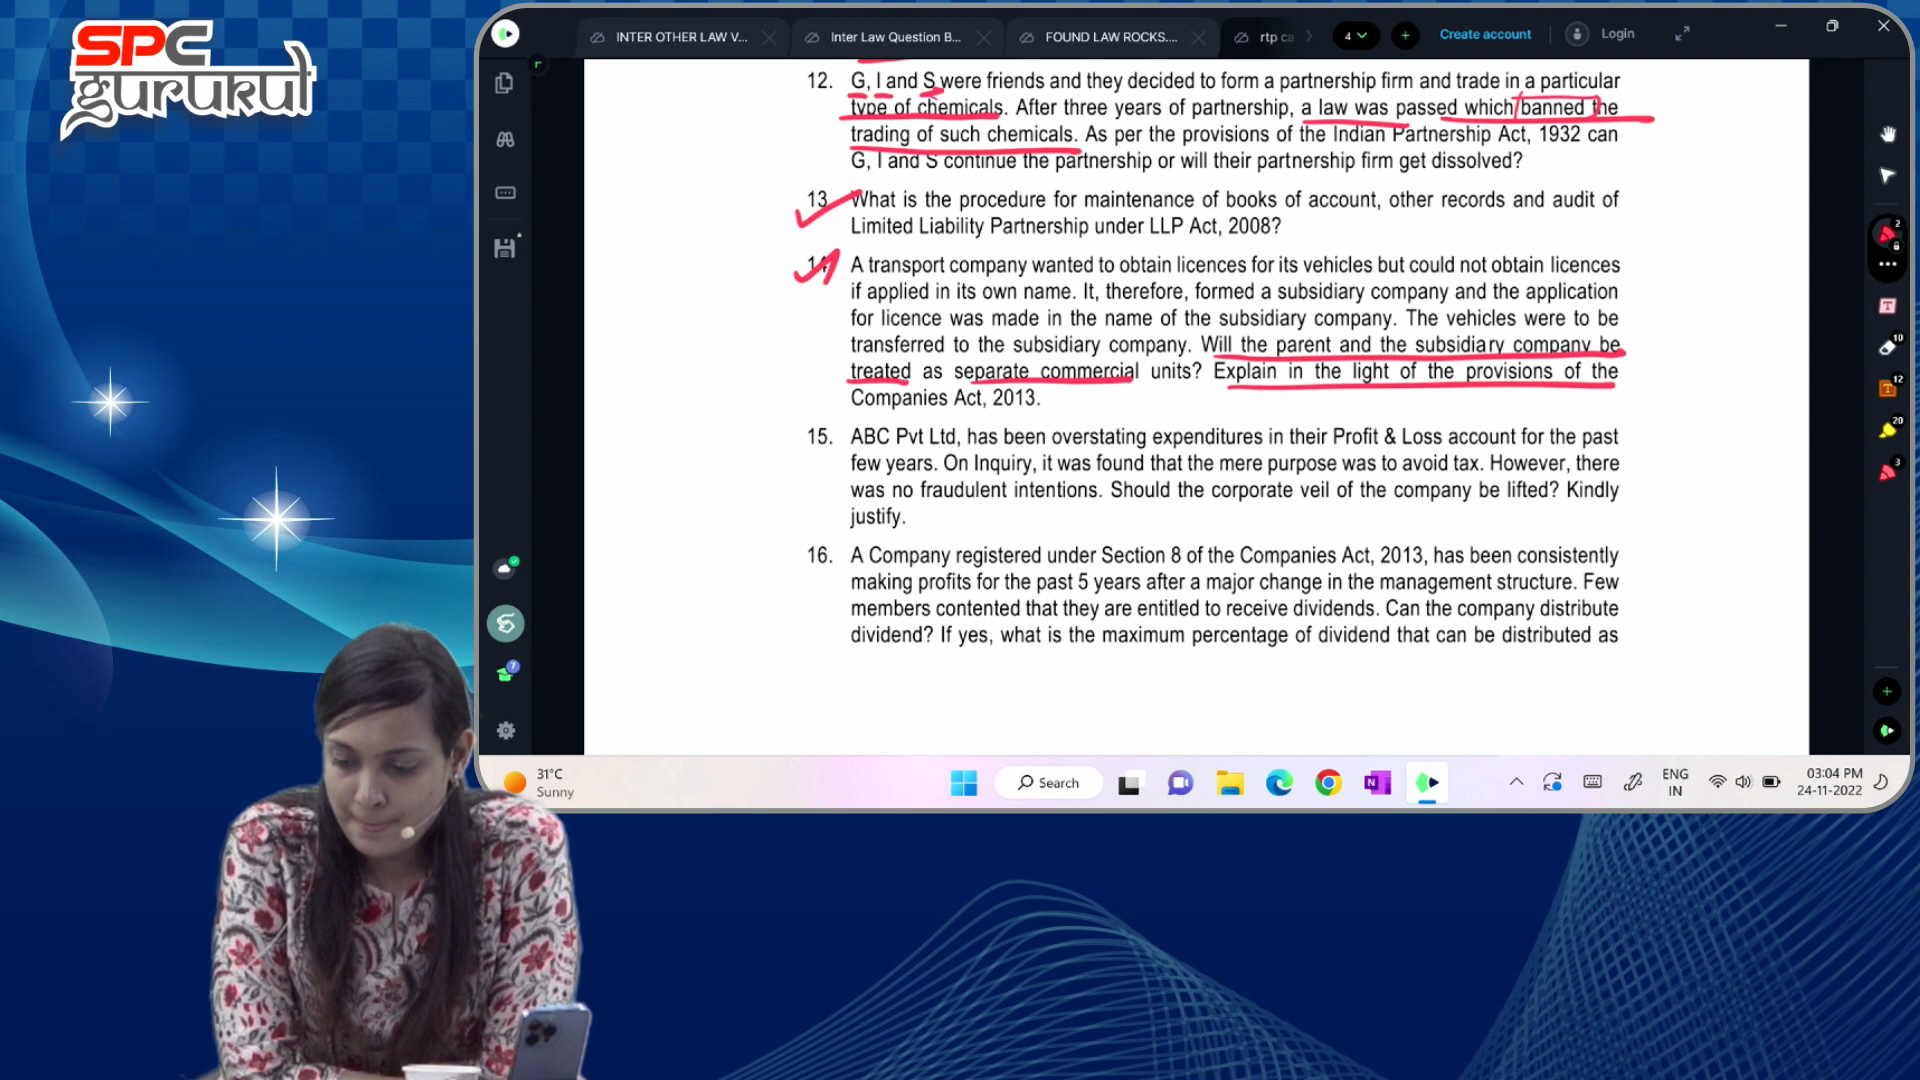 SPC
gurukul
INTER OTHER LAW V...
Inter Law Question B...
FOUND LAW ROCKS....
rtp ca
4
Create account
Login
12. G, I and S were friends and they decided to form a partnership firm and trade in a particular
type of chemicals. After three years of partnership, a law was passed which banned the
trading of such chemicals. As per the provisions of the Indian Partnership Act, 1932 can
G, I and S continue the partnership or will their partnership firm get dissolved?
13. What is the procedure for maintenance of books of account, other records and audit of
Limited Liability Partnership under LLP Act, 2008?
14. A transport company wanted to obtain licences for its vehicles but could not obtain licences
if applied in its own name. It, therefore, formed a subsidiary company and the application
for licence was made in the name of the subsidiary company. The vehicles were to be
transferred to the subsidiary company. Will the parent and the subsidiary company be
treated as separate commercial units? Explain in the light of the provisions of the
Companies Act, 2013.
15. ABC Pvt Ltd, has been overstating expenditures in their Profit & Loss account for the past
few years. On Inquiry, it was found that the mere purpose was to avoid tax. However, there
was no fraudulent intentions. Should the corporate veil of the company be lifted? Kindly
justify.
16. A Company registered under Section 8 of the Companies Act, 2013, has been consistently
making profits for the past 5 years after a major change in the management structure. Few
members contented that they are entitled to receive dividends. Can the company distribute
dividend? If yes, what is the maximum percentage of dividend that can be distributed as
2
10
12
20
3
7
31°C
Sunny
Search
ENG
IN
03:04 PM
24-11-2022